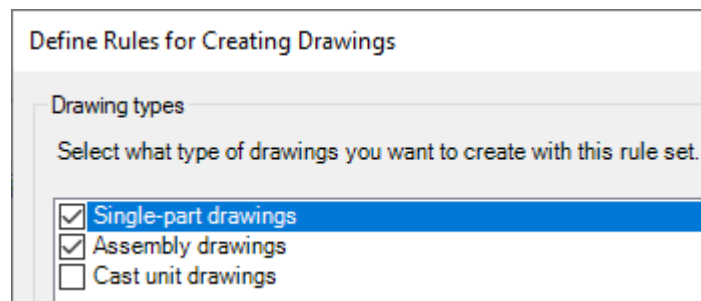 Define Rules for Creating Drawings
Drawing types
Select what type of drawings you want to create with this rule set.
Single-part drawings
Assembly drawings
Cast unit drawings